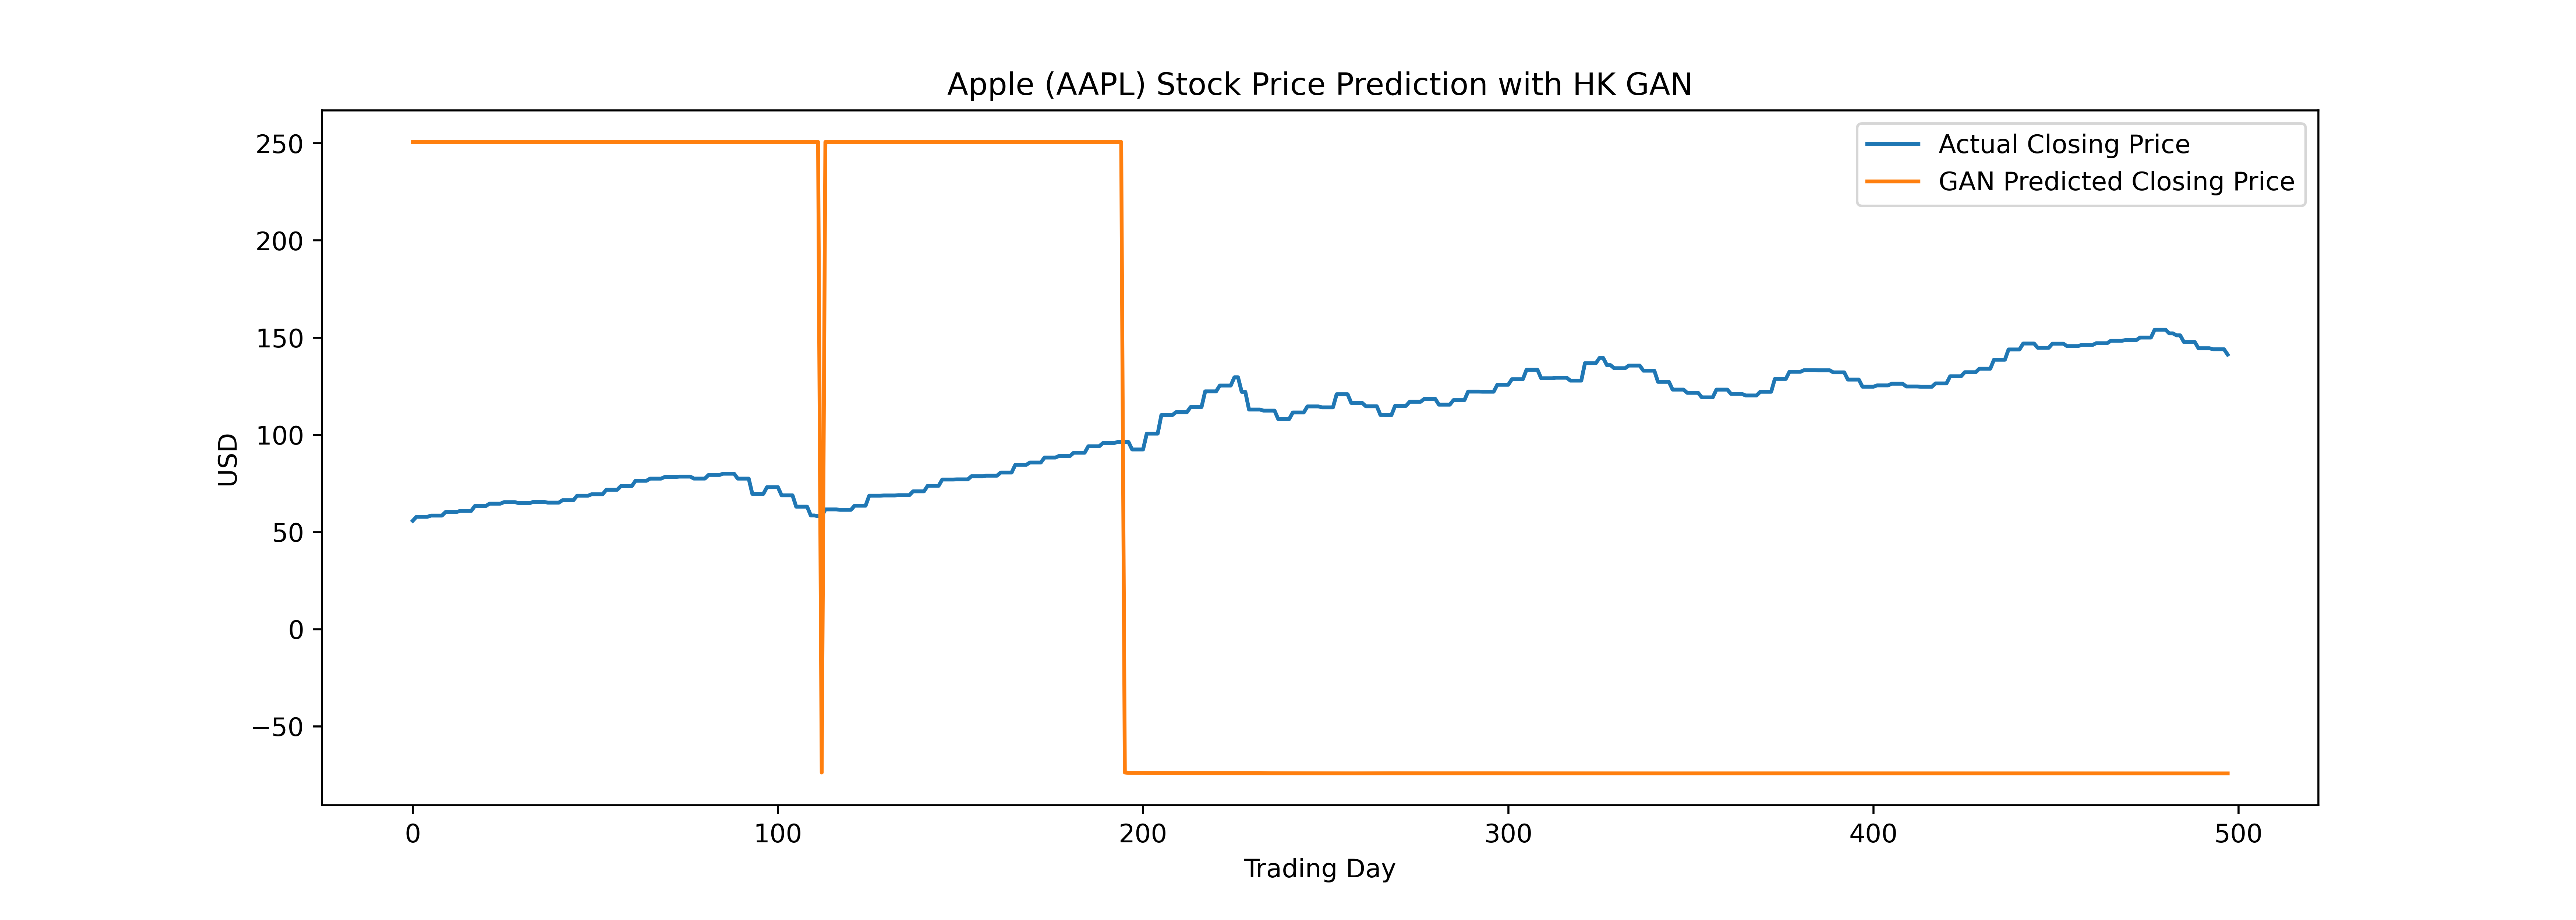 Apple (AAPL) Stock Price Prediction with HK GAN
Actual Closing Price
GAN Predicted Closing Price
250
200
150
100
50
0
−50
USD
0 100 200 300 400 500
Trading Day